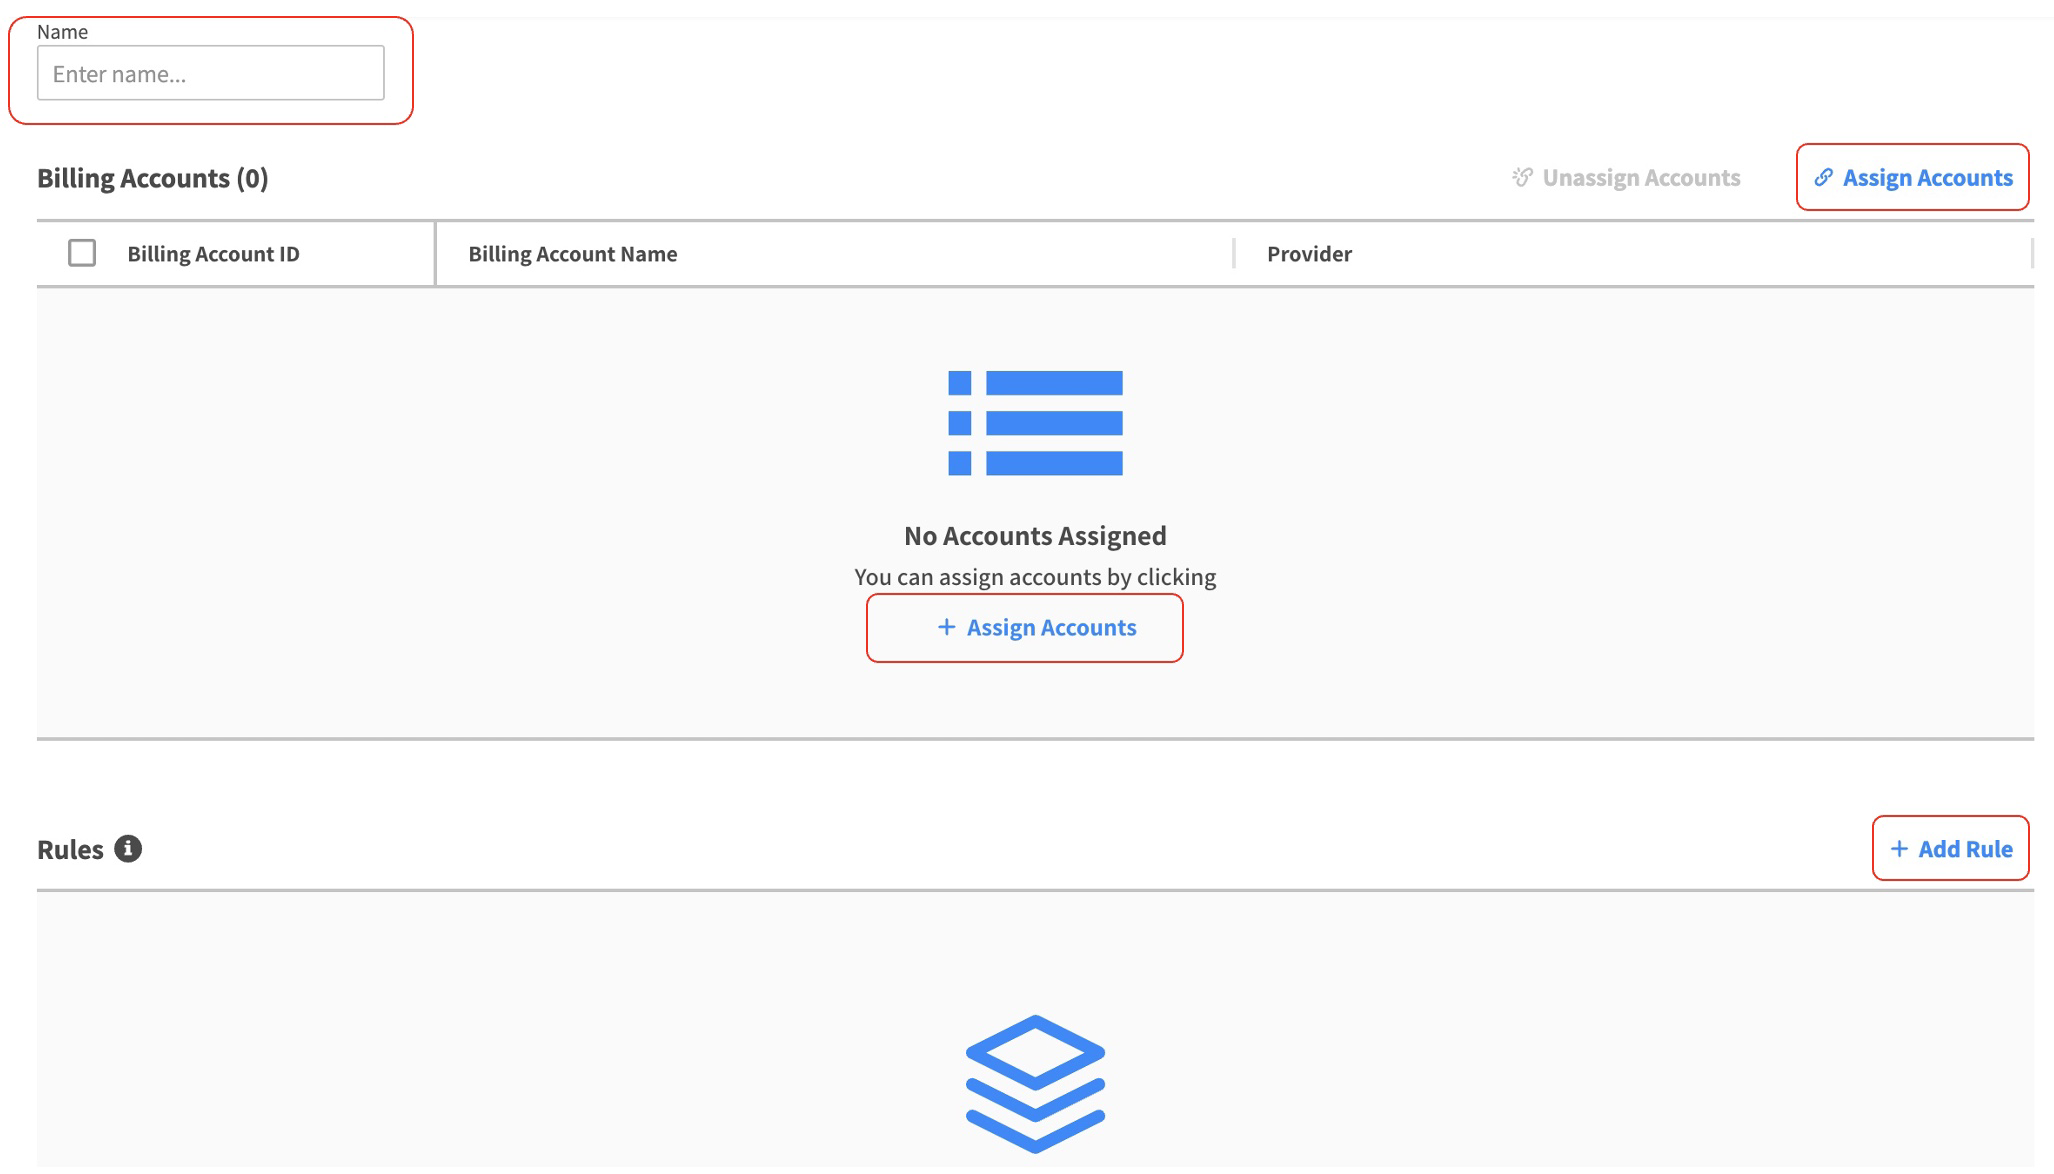 Name
Enter name...
Billing Accounts (0)
Unassign Accounts
Assign Accounts
Billing Account ID
Billing Account Name
Provider
No Accounts Assigned
You can assign accounts by clicking
+ Assign Accounts
Rules
+ Add Rule